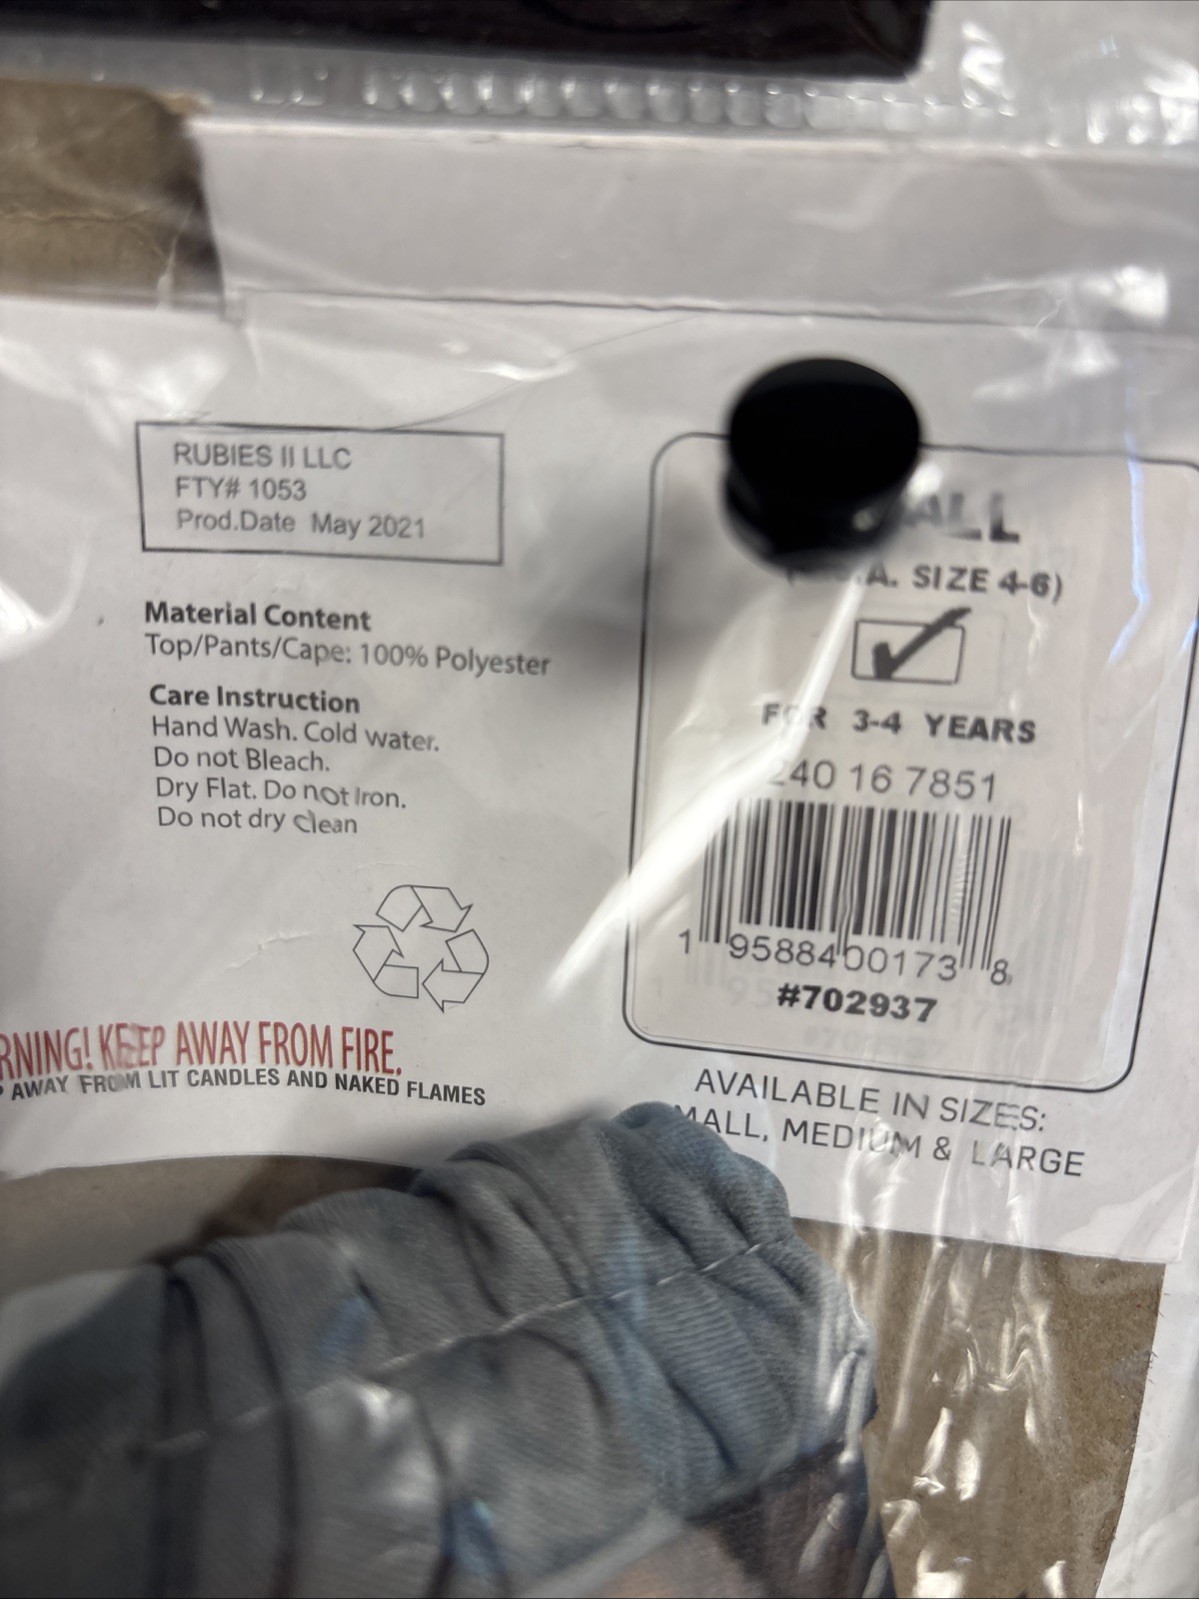 RUBIES II LLC
FTY# 1053
Prod.Date May 2021
Material Content
Top/Pants/Cape: 100% Polyester
Care Instruction
Hand Wash. Cold water.
Do not Bleach.
Dry Flat. Do not Iron.
Do not dry clean
RNING! KEEP AWAY FROM FIRE.
AWAY FROM LIT CANDLES AND NAKED FLAMES
ALL
A. SIZE 4-6)
FOR 3-4 YEARS
240 16 7851
1 95884 00173 8
#702937
AVAILABLE IN SIZES:
MALL, MEDIUM & LARGE